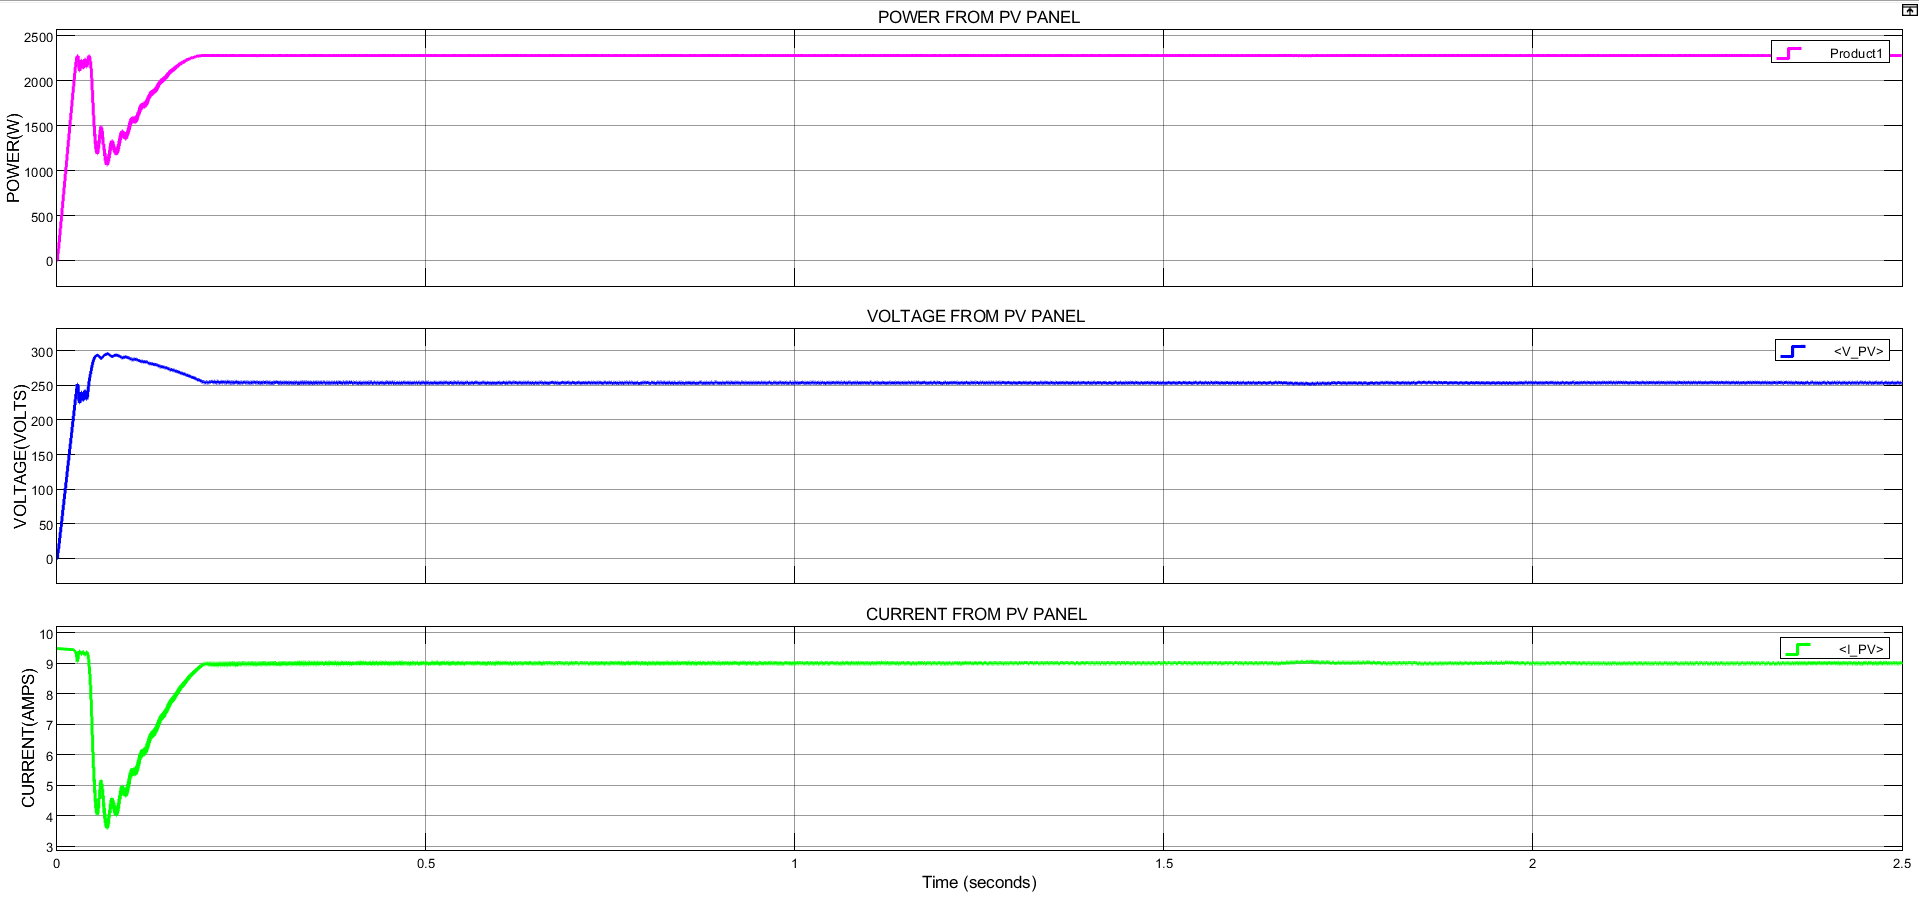 POWER FROM PV PANEL
Product1
POWER(W)
2500
2000
1500
1000
500
0
VOLTAGE FROM PV PANEL
<V_PV>
VOLTAGE(VOLTS)
300
250
200
150
100
50
0
CURRENT FROM PV PANEL
<I_PV>
CURRENT(AMPS)
10
9
8
7
6
5
4
3
0 0.5 1 1.5 2 2.5
Time (seconds)